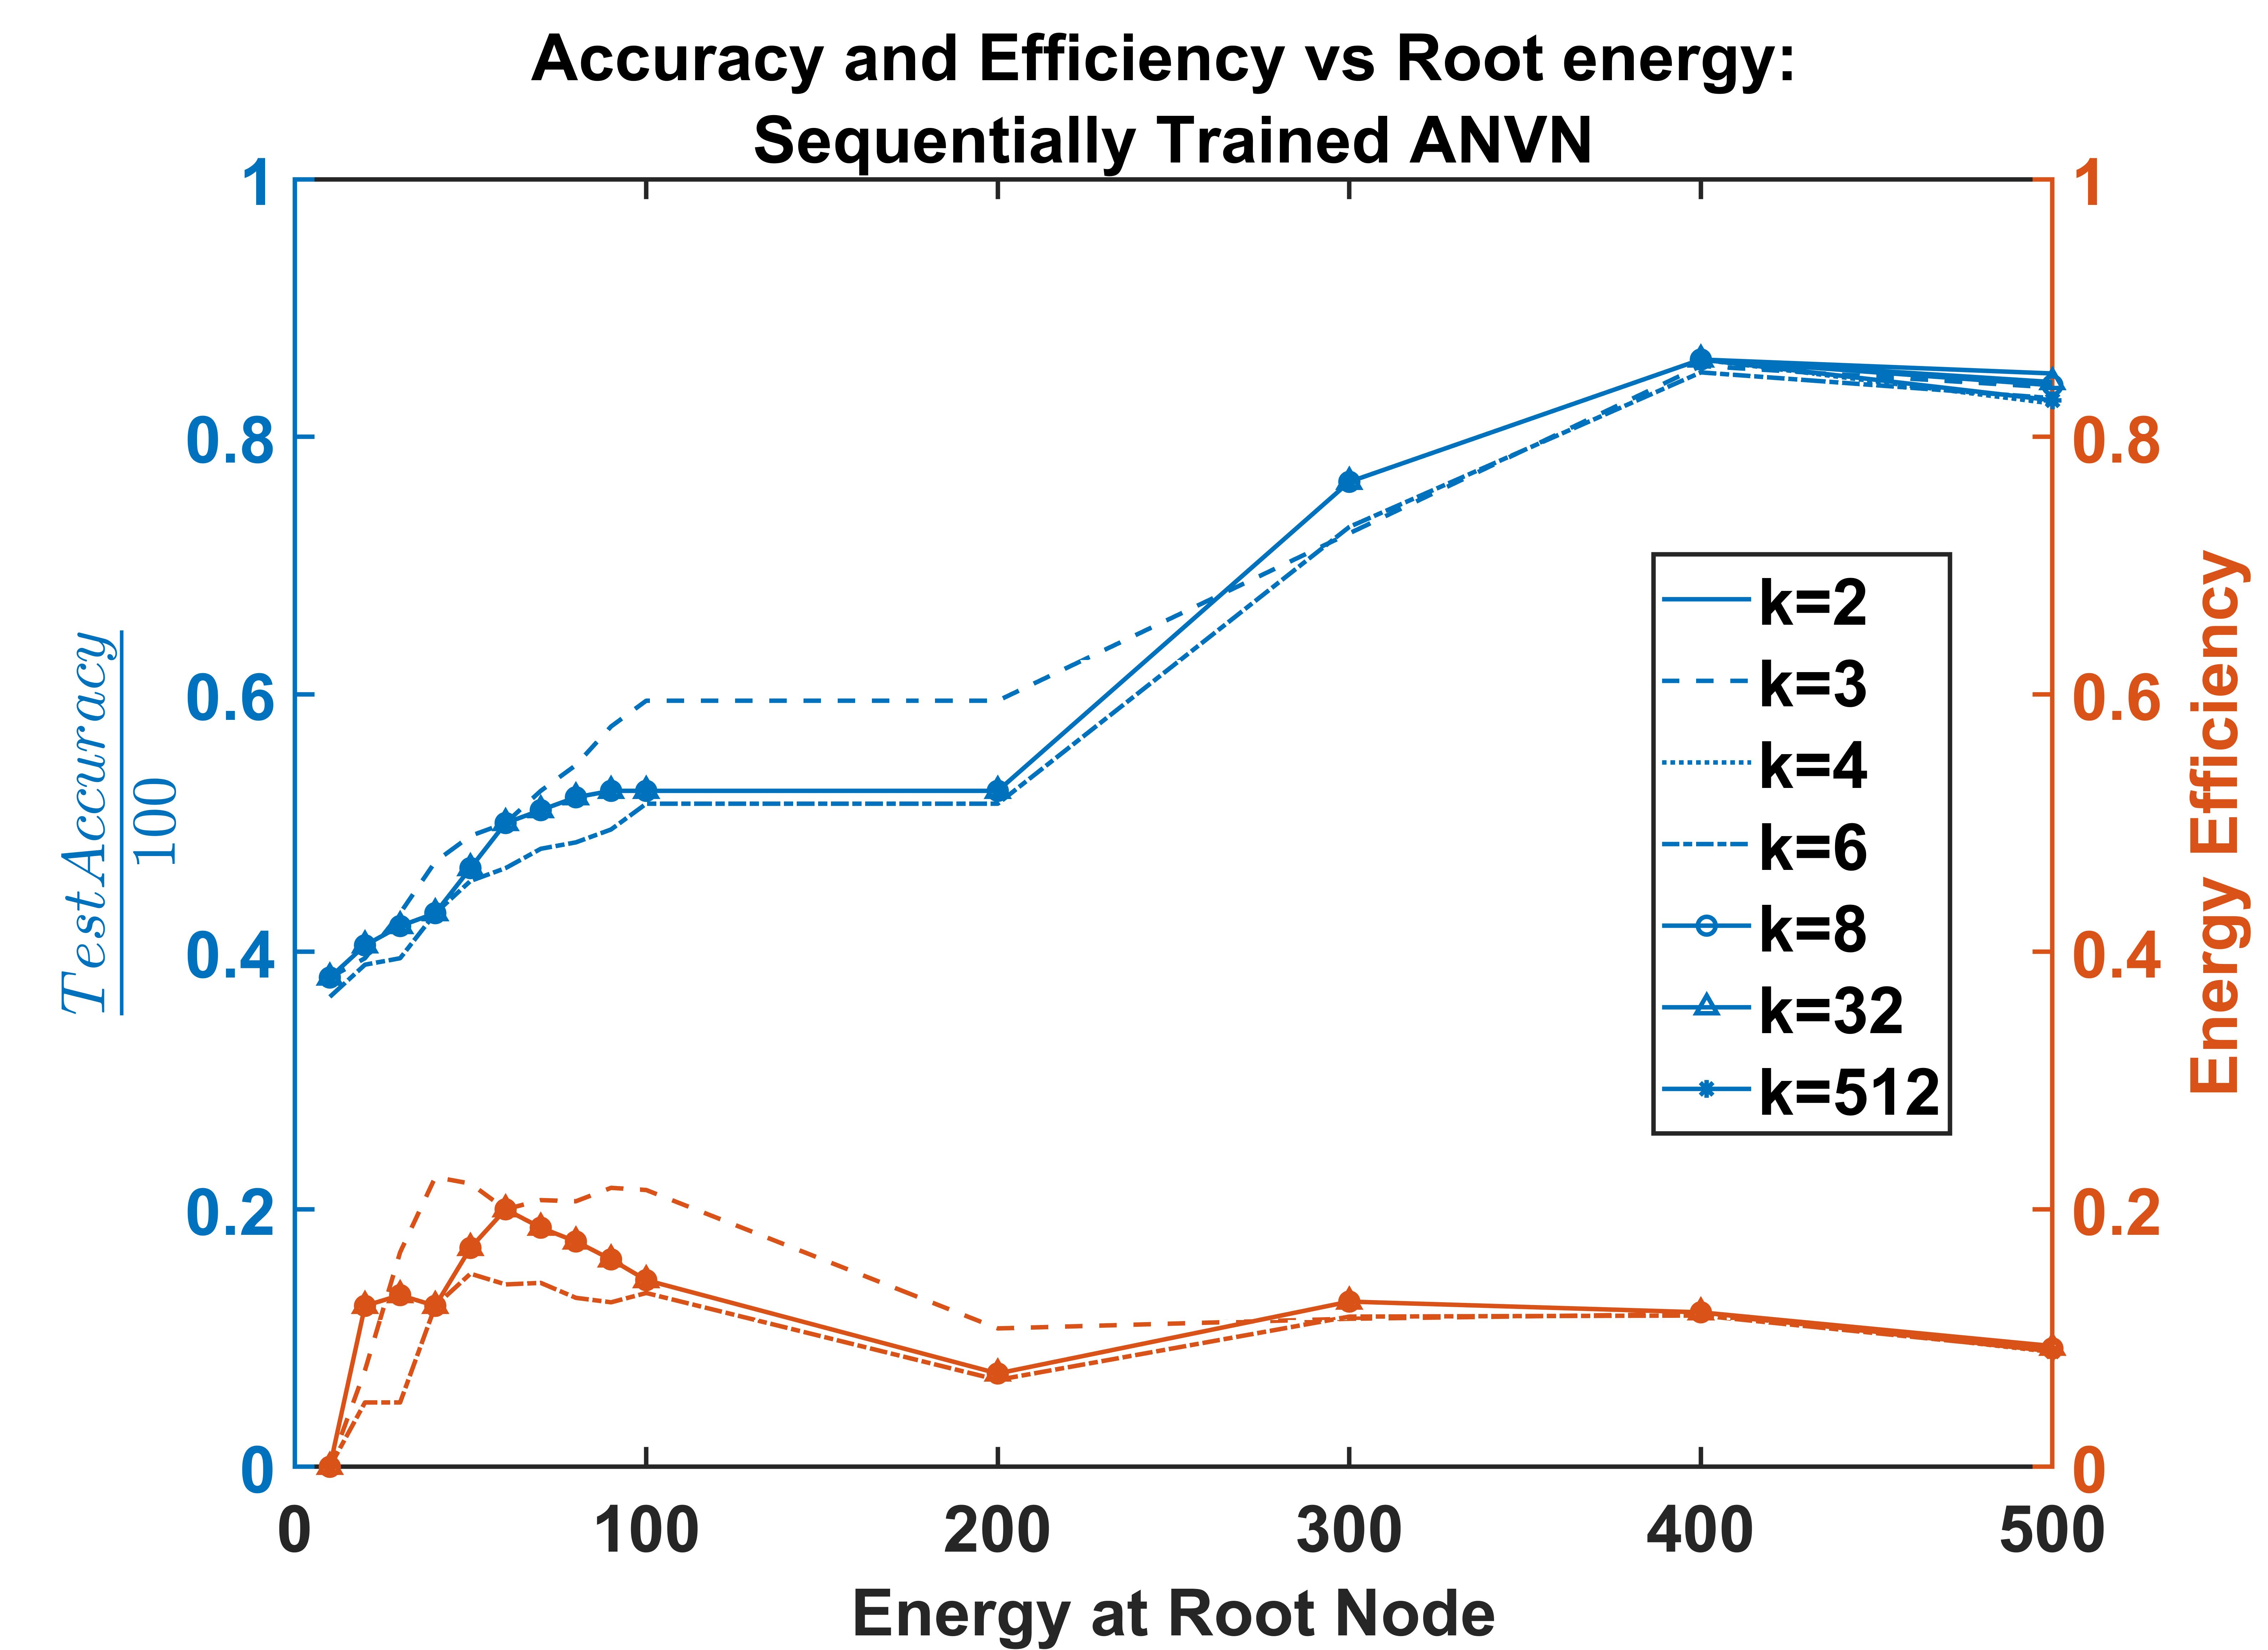 Accuracy and Efficiency vs Root energy:
Sequentially Trained ANVN
1
0.8
0.6
0.4
0.2
0
TestAccuracy
100
1
0.8
0.6
0.4
0.2
0
Energy Efficiency
k=2
k=3
k=4
k=6
k=8
k=32
k=512
0 100 200 300 400 500
Energy at Root Node